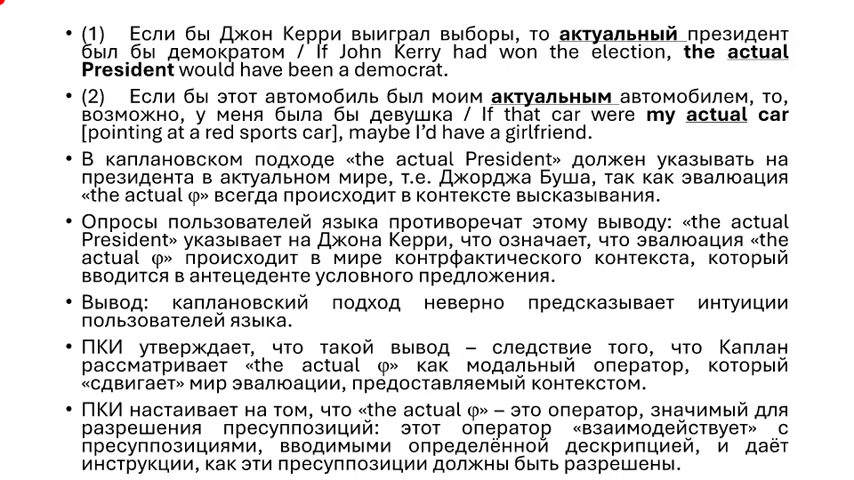 • (1) Если бы Джон Керри выиграл выборы, то актуальный президент
был бы демократом / If John Kerry had won the election, the actual
President would have been a democrat.
• (2) Если бы этот автомобиль был моим актуальным автомобилем, то,
возможно, у меня была бы девушка / If that car were my actual car
[pointing at a red sports car], maybe I’d have a girlfriend.
• В каплановском подходе «the actual President» должен указывать на
президента в актуальном мире, т.е. Джорджа Буша, так как эвалюация
«the actual φ» всегда происходит в контексте высказывания.
• Опросы пользователей языка противоречат этому выводу: «the actual
President» указывает на Джона Керри, что означает, что эвалюация «the
actual φ» происходит в мире контрфактического контекста, который
вводится в антецеденте условного предложения.
• Вывод: каплановский подход неверно предсказывает интуиции
пользователей языка.
• ПКИ утверждает, что такой вывод – следствие того, что Каплан
рассматривает «the actual φ» как модальный оператор, который
«сдвигает» мир эвалюации, предоставляемый контекстом.
• ПКИ настаивает на том, что «the actual φ» – это оператор, значимый для
разрешения пресуппозиций: этот оператор «взаимодействует» с
пресуппозициями, вводимыми определённой дескрипцией, и даёт
инструкции, как эти пресуппозиции должны быть разрешены.